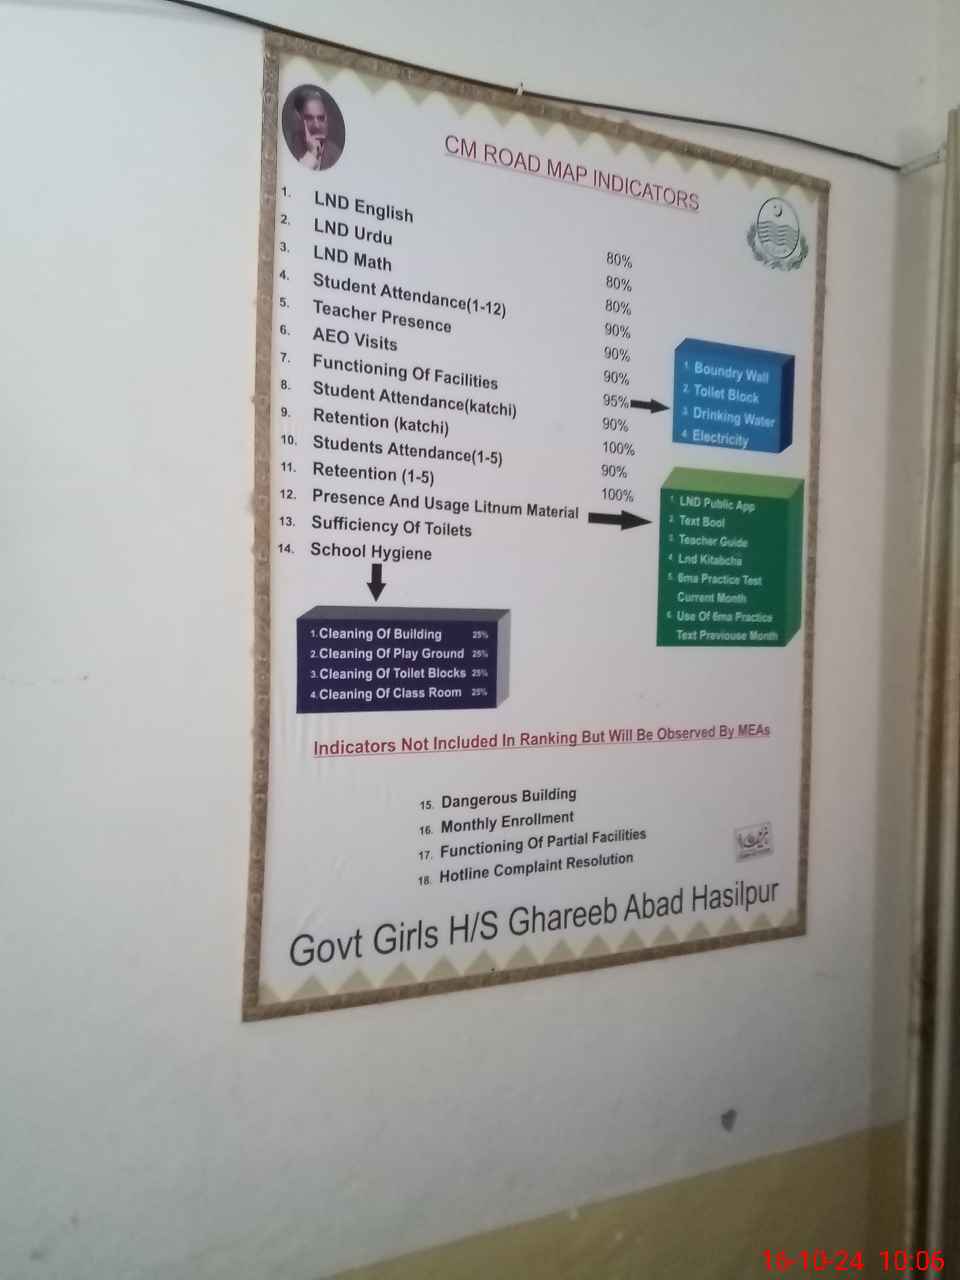 CM ROAD MAP INDICATORS
1. LND English 80%
2. LND Urdu 80%
3. LND Math 80%
4. Student Attendance(1-12) 90%
5. Teacher Presence 90%
6. AEO Visits 90%
7. Functioning Of Facilities 95%
8. Student Attendance(katchi) 90%
9. Retention (katchi) 100%
10. Students Attendance(1-5) 90%
11. Reteention (1-5) 100%
12. Presence And Usage Litnum Material
13. Sufficiency Of Toilets
14. School Hygiene
1. Boundry Wall
2. Toilet Block
3. Drinking Water
4. Electricity
1. LND Public App
2. Text Bool
3. Teacher Guide
4. Lnd Kitabcha
5. 6ma Practice Test
Current Month
6. Use Of 6ma Practice
Text Previouse Month
1. Cleaning Of Building 25%
2. Cleaning Of Play Ground 25%
3. Cleaning Of Toilet Blocks 25%
4. Cleaning Of Class Room 25%
Indicators Not Included In Ranking But Will Be Observed By MEAs
15. Dangerous Building
16. Monthly Enrollment
17. Functioning Of Partial Facilities
18. Hotline Complaint Resolution
Govt Girls H/S Ghareeb Abad Hasilpur
16-10-24 10:06